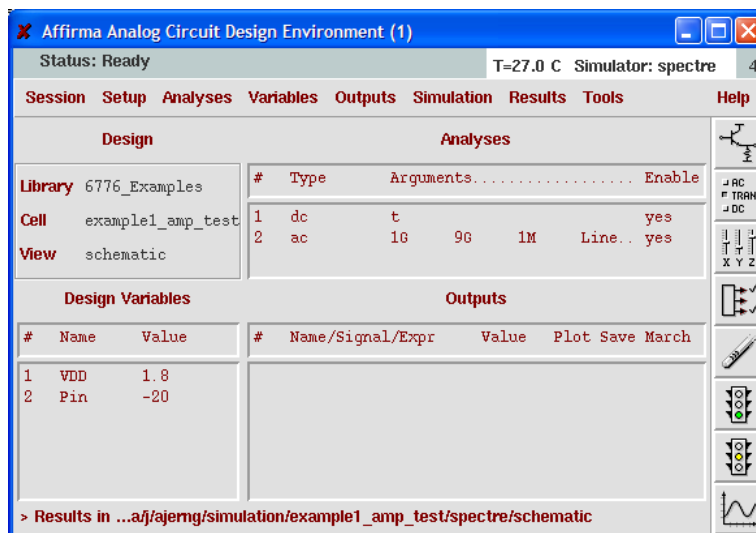 Affirma Analog Circuit Design Environment (1)
Status: Ready T=27.0 C Simulator: spectre 4
Session Setup Analyses Variables Outputs Simulation Results Tools Help
Design Analyses
Library 6776_Examples
# Type Arguments.................. Enable
Cell example1_amp_test
1 dc t yes
2 ac 1G 9G 1M Line.. yes
View schematic
AC
TRAN
DC
X Y Z
Design Variables Outputs
# Name Value # Name/Signal/Expr Value Plot Save March
1 VDD 1.8
2 Pin -20
> Results in ...a/j/ajerng/simulation/example1_amp_test/spectre/schematic